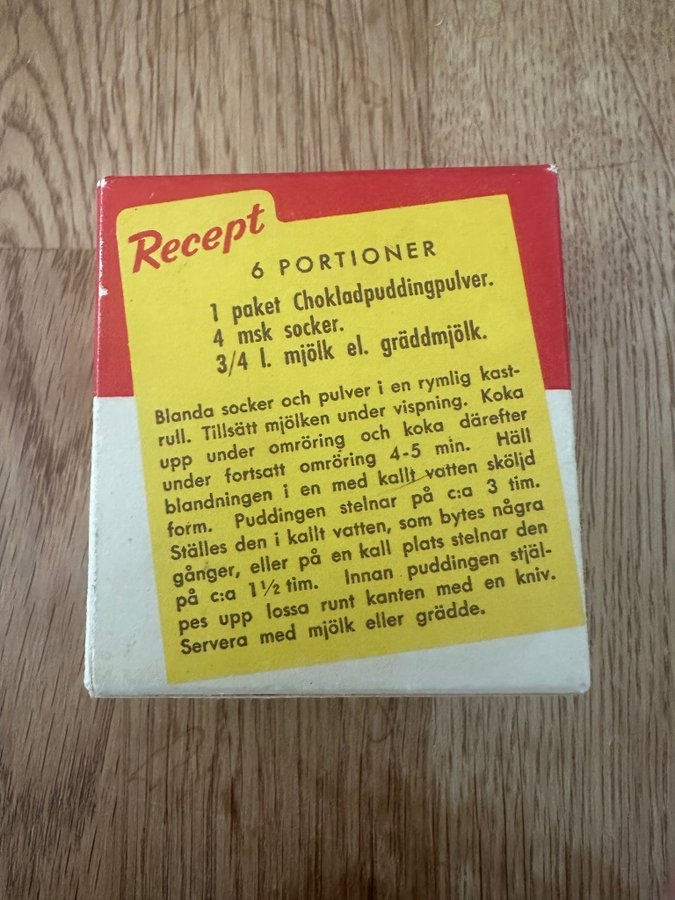 Recept
6 PORTIONER
1 paket Chokladpuddingpulver.
4 msk socker.
3/4 l. mjölk el. gräddmjölk.
Blanda socker och pulver i en rymlig kast-
rull. Tillsätt mjölken under vispning. Koka
upp under omröring och koka därefter
under fortsatt omröring 4-5 min. Häll
blandningen i en med kallt vatten sköljd
form. Puddingen stelnar på c:a 3 tim.
Ställes den i kallt vatten, som bytes några
gånger, eller på en kall plats stelnar den
på c:a 1½ tim. Innan puddingen stjäl-
pes upp lossa runt kanten med en kniv.
Servera med mjölk eller grädde.